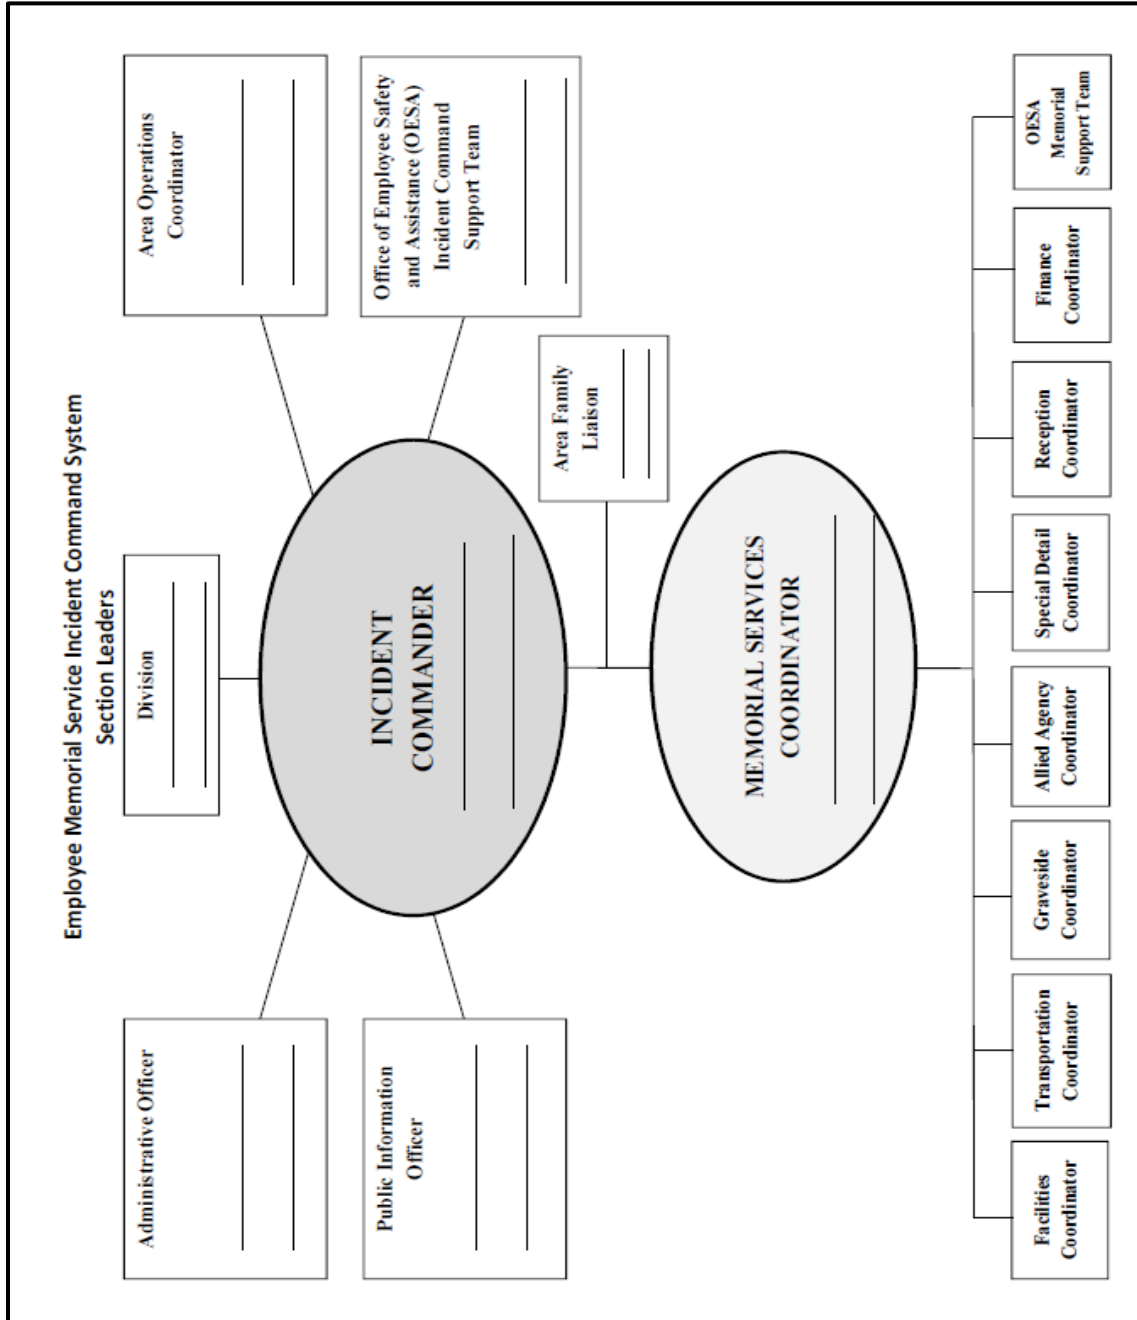 Employee Memorial Service Incident Command System
Section Leaders
Administrative Officer
Division
Area Operations
Coordinator
Public Information
Officer
INCIDENT
COMMANDER
Office of Employee Safety
and Assistance (OESA)
Incident Command
Support Team
Area Family
Liaison
MEMORIAL SERVICES
COORDINATOR
Facilities
Coordinator
Transportation
Coordinator
Graveside
Coordinator
Allied Agency
Coordinator
Special Detail
Coordinator
Reception
Coordinator
Finance
Coordinator
OESA
Memorial
Support Team